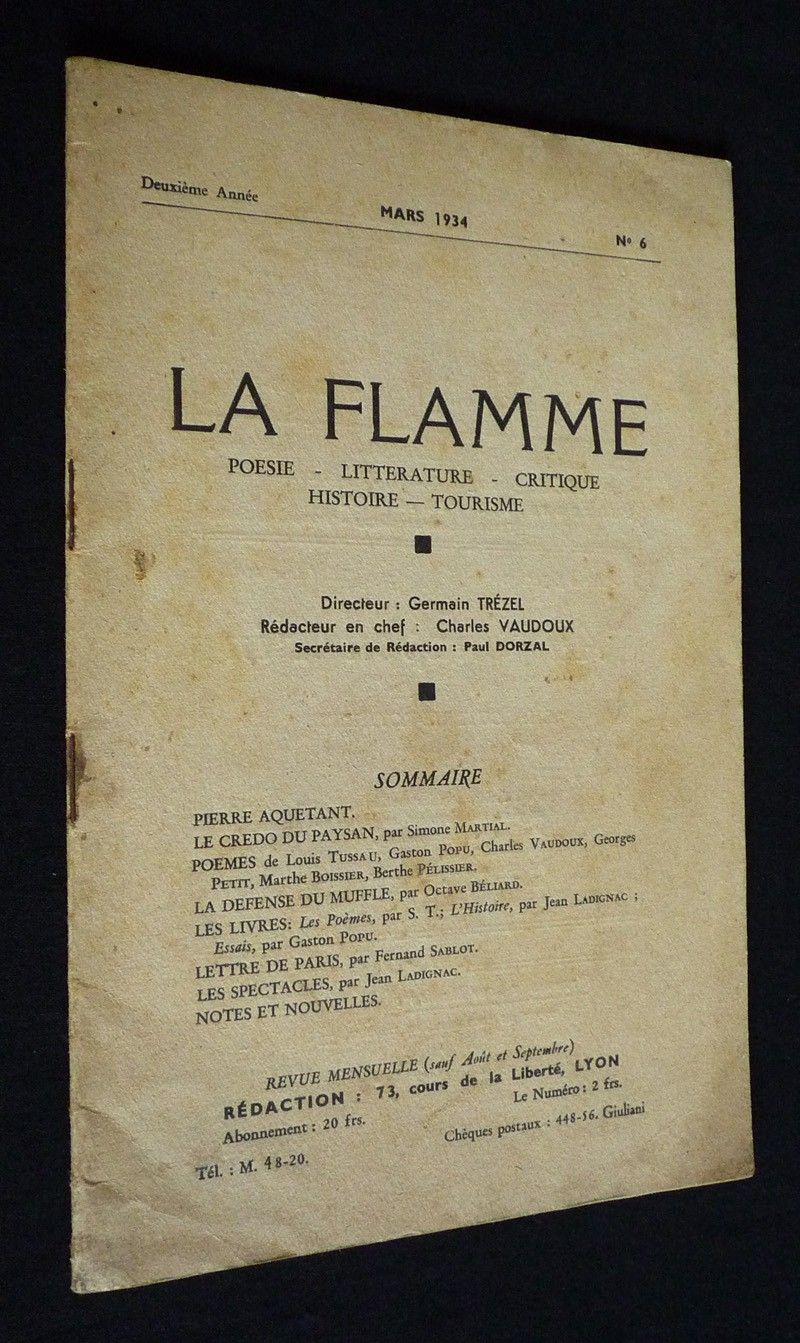 Deuxième Année
MARS 1934
Nº 6
LA FLAMME
POESIE - LITTERATURE - CRITIQUE
HISTOIRE — TOURISME
Directeur : Germain TRÉZEL
Rédacteur en chef : Charles VAUDOUX
Secrétaire de Rédaction : Paul DORZAL
SOMMAIRE
PIERRE AQUETANT.
LE CREDO DU PAYSAN, par Simone MARTIAL.
POEMES de Louis TUSSAU, Gaston POPU, Charles VAUDOUX, Georges
PETIT, Marthe BOISSIER, Berthe PÉLISSIER.
LA DEFENSE DU MUFFLE, par Octave BÉLIARD.
LES LIVRES: Les Poèmes, par S. T.; L'Histoire, par Jean LADIGNAC ;
Essais, par Gaston POPU.
LETTRE DE PARIS, par Fernand SABLOT.
LES SPECTACLES, par Jean LADIGNAC.
NOTES ET NOUVELLES.
REVUE MENSUELLE (sauf Août et Septembre)
RÉDACTION : 73, cours de la Liberté, LYON
Abonnement : 20 frs.
Le Numéro : 2 frs.
Tél. : M. 48-20.
Chèques postaux : 448-56. Giuliani